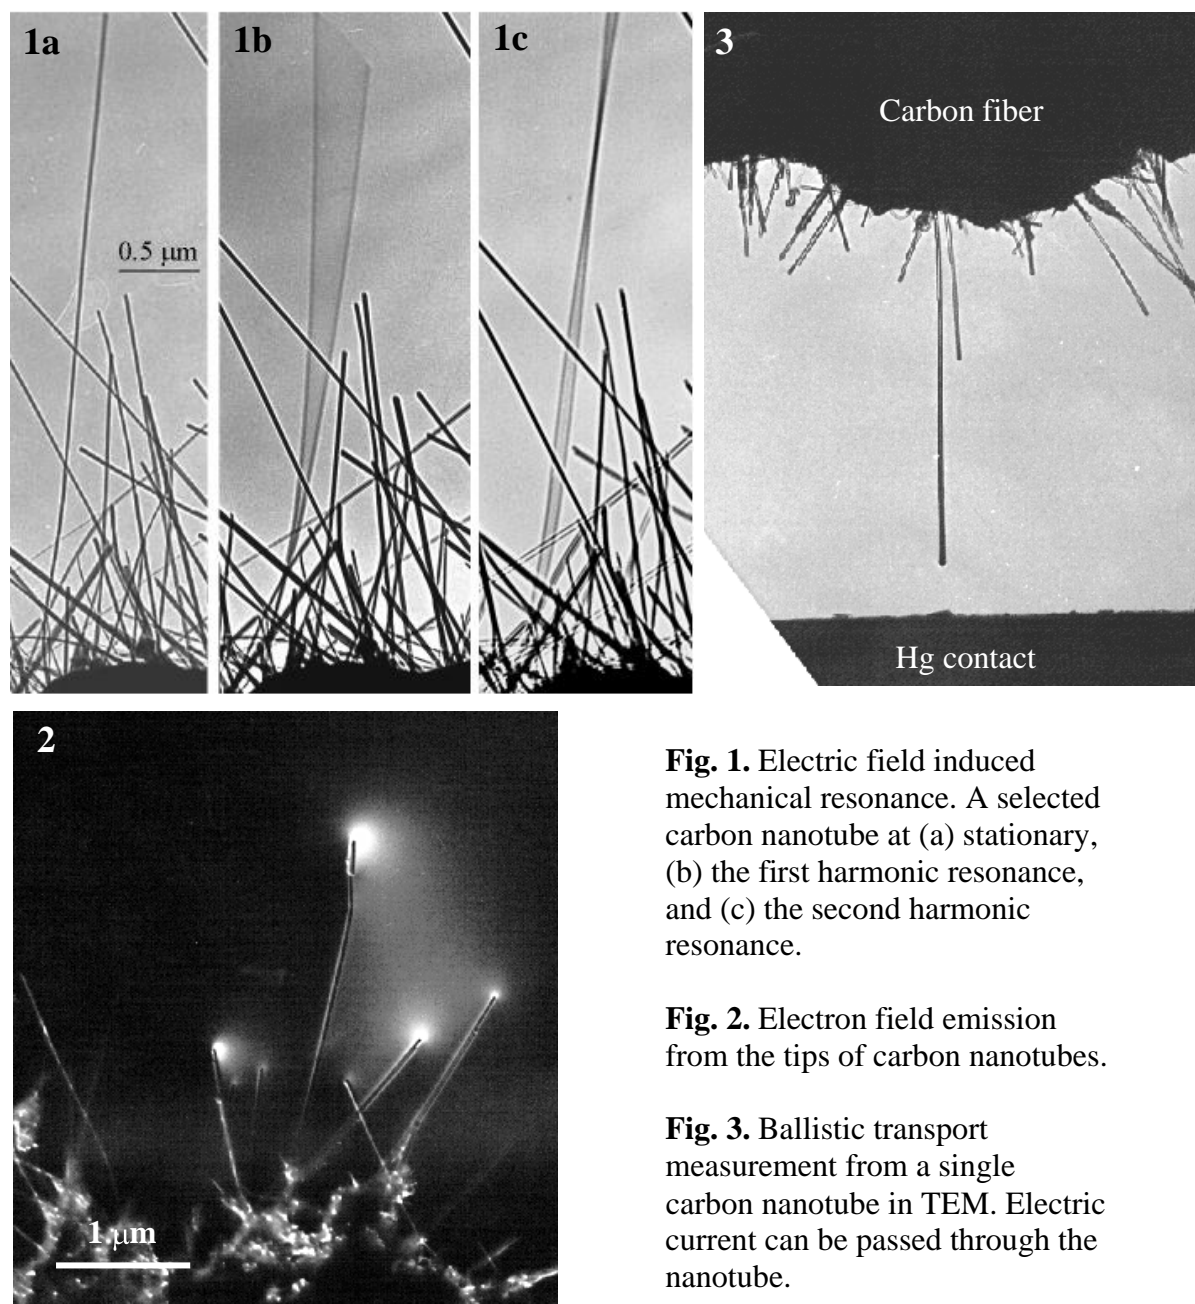 1a
1b
1c
3
Carbon fiber
0.5 μm
Hg contact
2
1 μm
Fig. 1. Electric field induced
mechanical resonance. A selected
carbon nanotube at (a) stationary,
(b) the first harmonic resonance,
and (c) the second harmonic
resonance.
Fig. 2. Electron field emission
from the tips of carbon nanotubes.
Fig. 3. Ballistic transport
measurement from a single
carbon nanotube in TEM. Electric
current can be passed through the
nanotube.